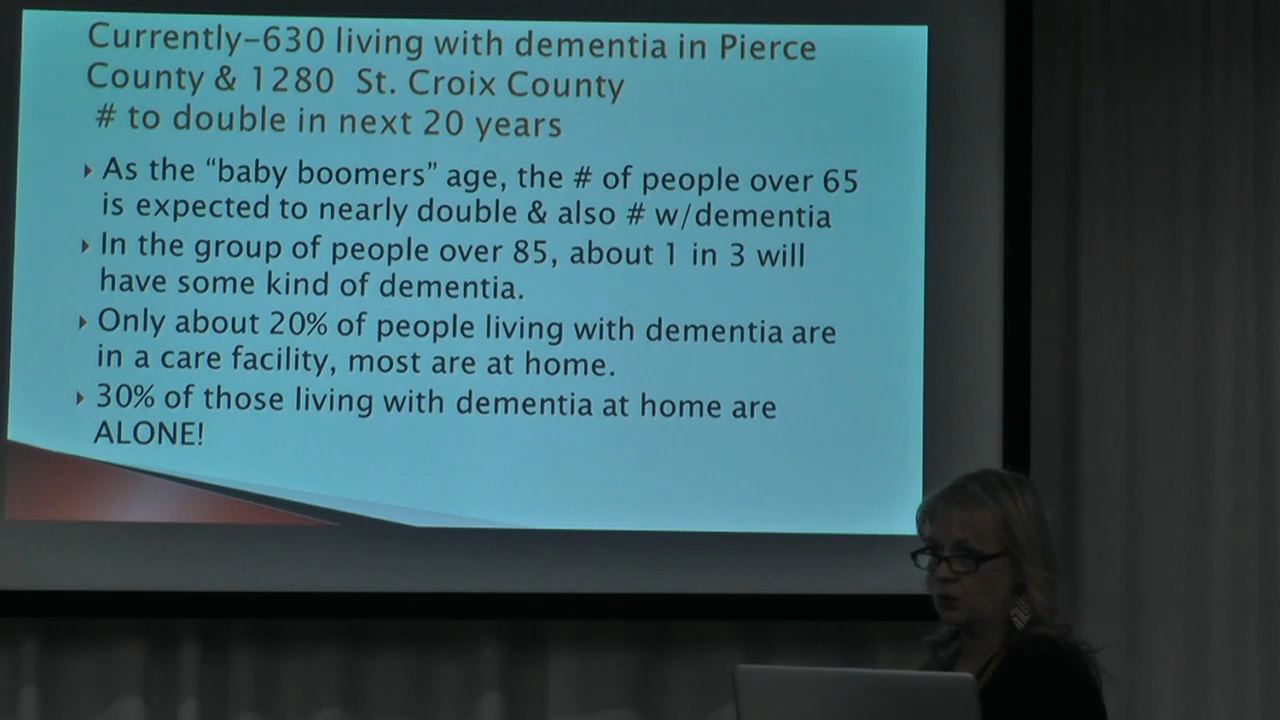 Currently-630 living with dementia in Pierce
County & 1280 St. Croix County
# to double in next 20 years
As the “baby boomers” age, the # of people over 65
is expected to nearly double & also # w/dementia
In the group of people over 85, about 1 in 3 will
have some kind of dementia.
Only about 20% of people living with dementia are
in a care facility, most are at home.
30% of those living with dementia at home are
ALONE!